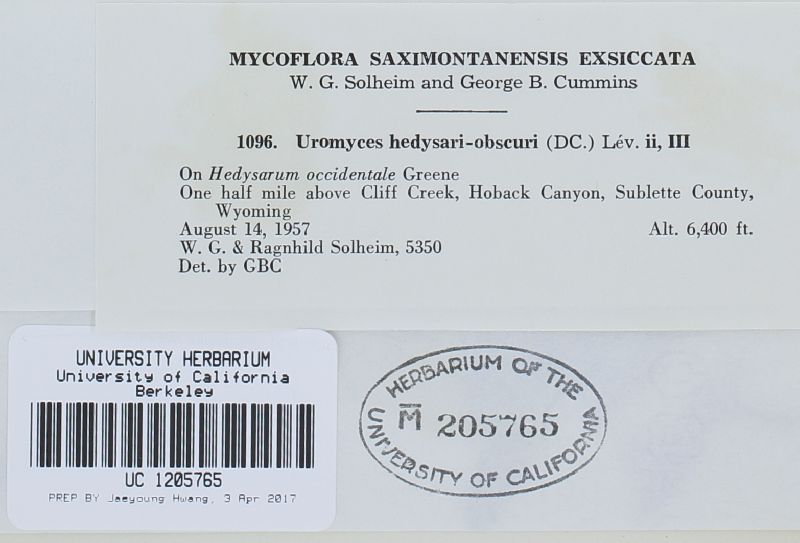 MYCOFLORA SAXIMONTANENSIS EXSICCATA
W. G. Solheim and George B. Cummins
1096. Uromyces hedysari-obscuri (DC.) Lév. ii, III
On Hedysarum occidentale Greene
One half mile above Cliff Creek, Hoback Canyon, Sublette County,
Wyoming
August 14, 1957 Alt. 6,400 ft.
W. G. & Ragnhild Solheim, 5350
Det. by GBC
UNIVERSITY HERBARIUM
University of California
Berkeley
UC 1205765
PREP BY Jaeyoung Hwang, 3 Apr 2017
HERBARIUM OF THE
M̅ 205765
UNIVERSITY OF CALIFORNIA